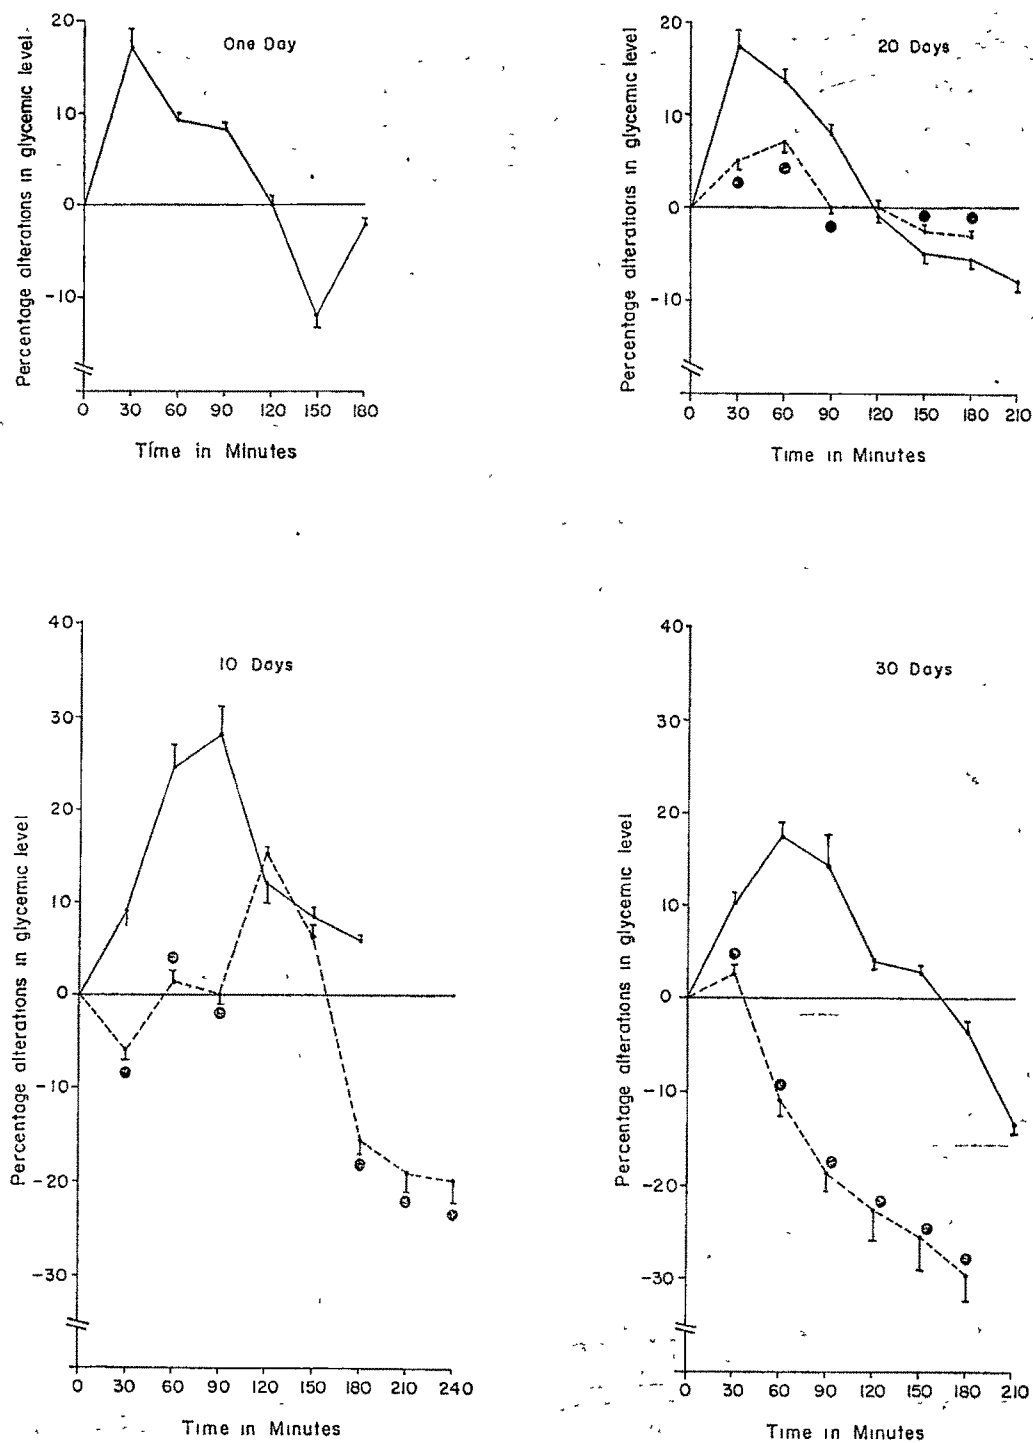 Percentage alterations in glycemic level
20
10
0
-10
One Day
0 30 60 90 120 150 180
Time in Minutes
Percentage alterations in glycemic level
20
10
0
-10
20 Days
0 30 60 90 120 150 180 210
Time in Minutes
Percentage alterations in glycemic level
40
30
20
10
0
-10
-20
-30
10 Days
0 30 60 90 120 150 180 210 240
Time in Minutes
Percentage alterations in glycemic level
40
30
20
10
0
-10
-20
-30
30 Days
0 30 60 90 120 150 180 210
Time in Minutes